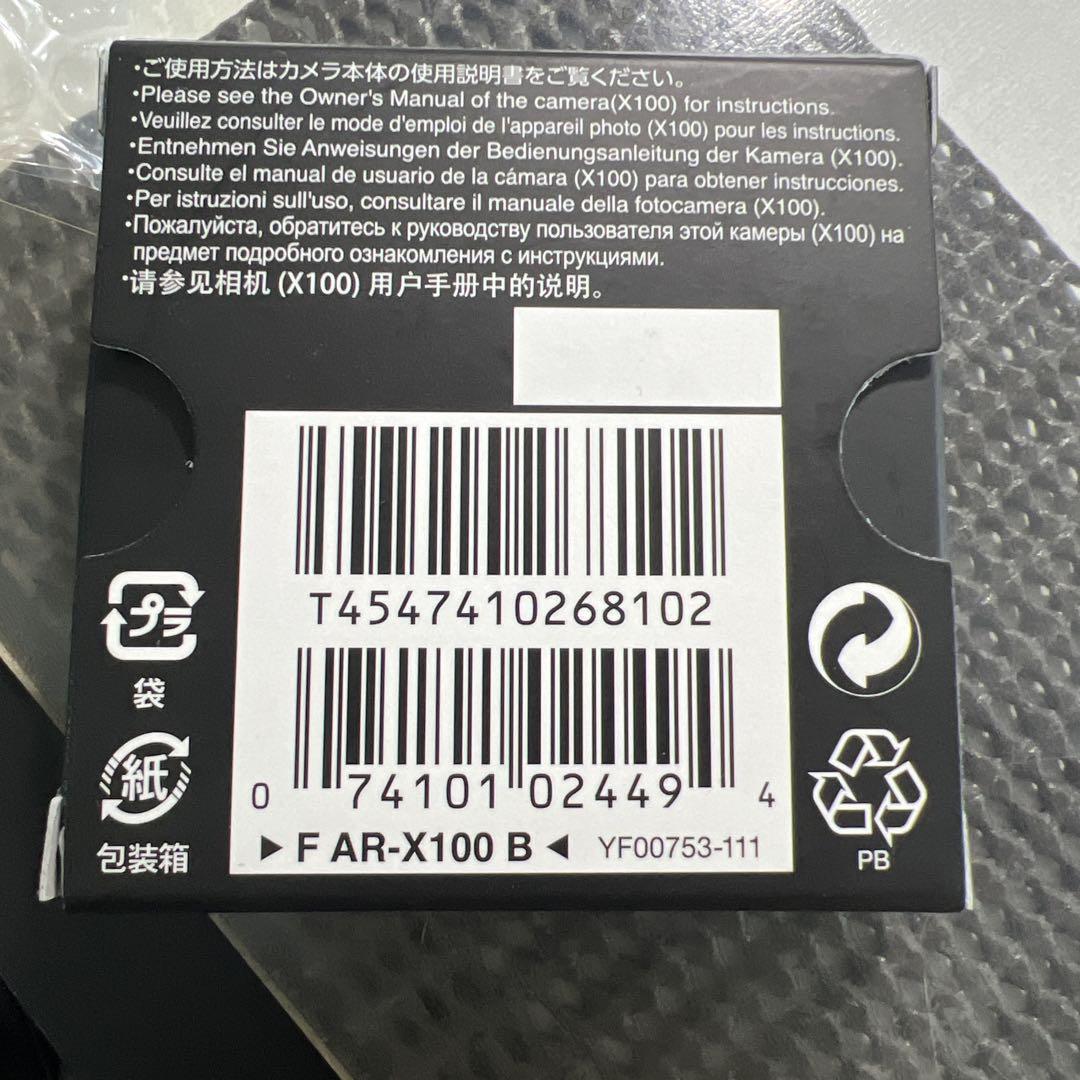 ・ご使用方法はカメラ本体の使用説明書をご覧ください。
•Please see the Owner's Manual of the camera(X100) for instructions.
•Veuillez consulter le mode d'emploi de l'appareil photo (X100) pour les instructions.
•Entnehmen Sie Anweisungen der Bedienungsanleitung der Kamera (X100).
•Consulte el manual de usuario de la cámara (X100) para obtener instrucciones.
•Per istruzioni sull'uso, consultare il manuale della fotocamera (X100).
•Пожалуйста, обратитесь к руководству пользователя этой камеры (X100) на
предмет подробного ознакомления с инструкциями.
•请参见相机 (X100) 用户手册中的说明。
T4547410268102
プラ
袋
紙
包装箱
0 74101 02449 4
▶ F AR-X100 B ◀ YF00753-111
PB